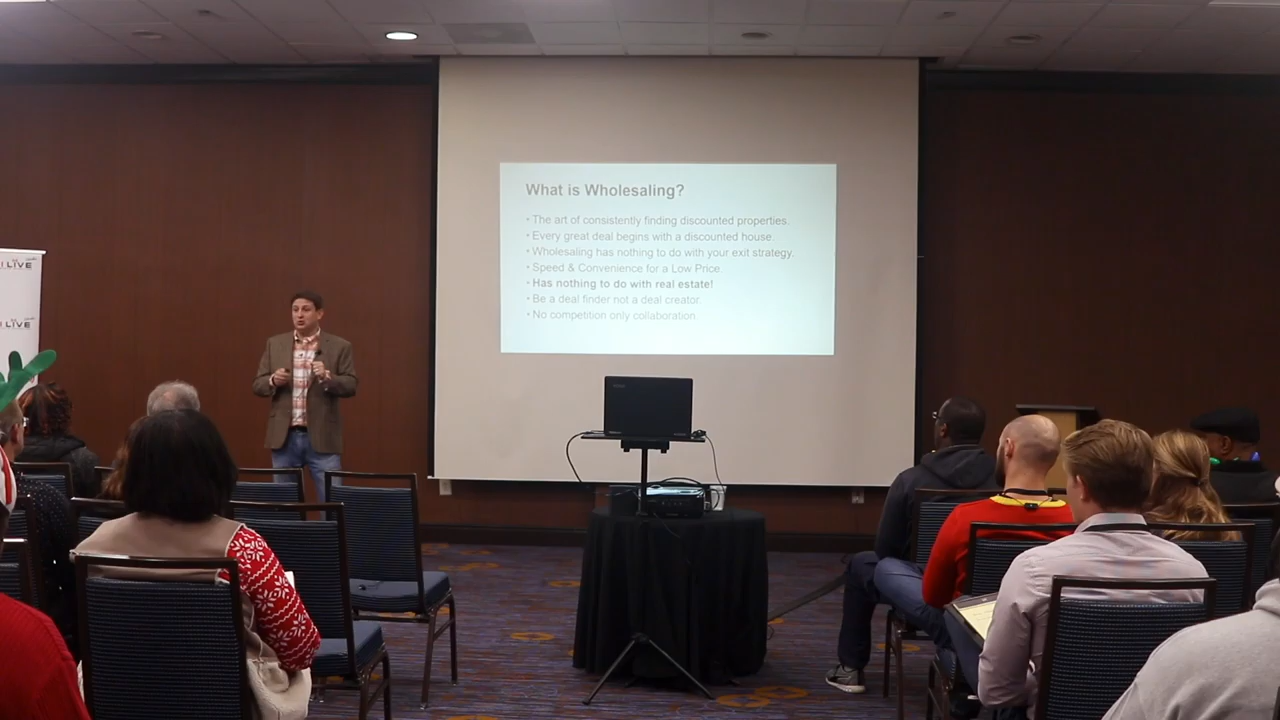 What is Wholesaling?
• The art of consistently finding discounted properties.
• Every great deal begins with a discounted house.
• Wholesaling has nothing to do with your exit strategy.
• Speed & Convenience for a Low Price.
• Has nothing to do with real estate!
• Be a deal finder not a deal creator.
• No competition only collaboration.
I LIVE
I LIVE